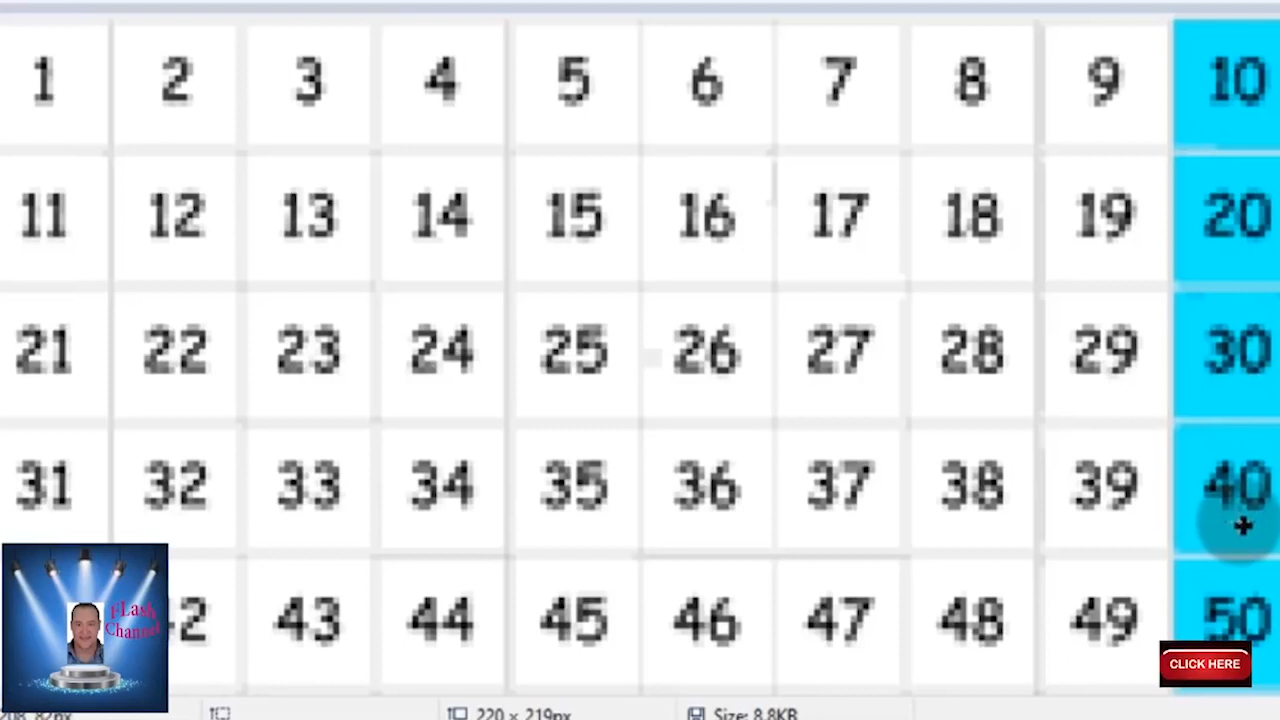 1 2 3 4 5 6 7 8 9 10
11 12 13 14 15 16 17 18 19 20
21 22 23 24 25 26 27 28 29 30
31 32 33 34 35 36 37 38 39 40
43 44 45 46 47 48 49 50
fLash
Channel
CLICK HERE
220 × 219px Size: 8.8KB